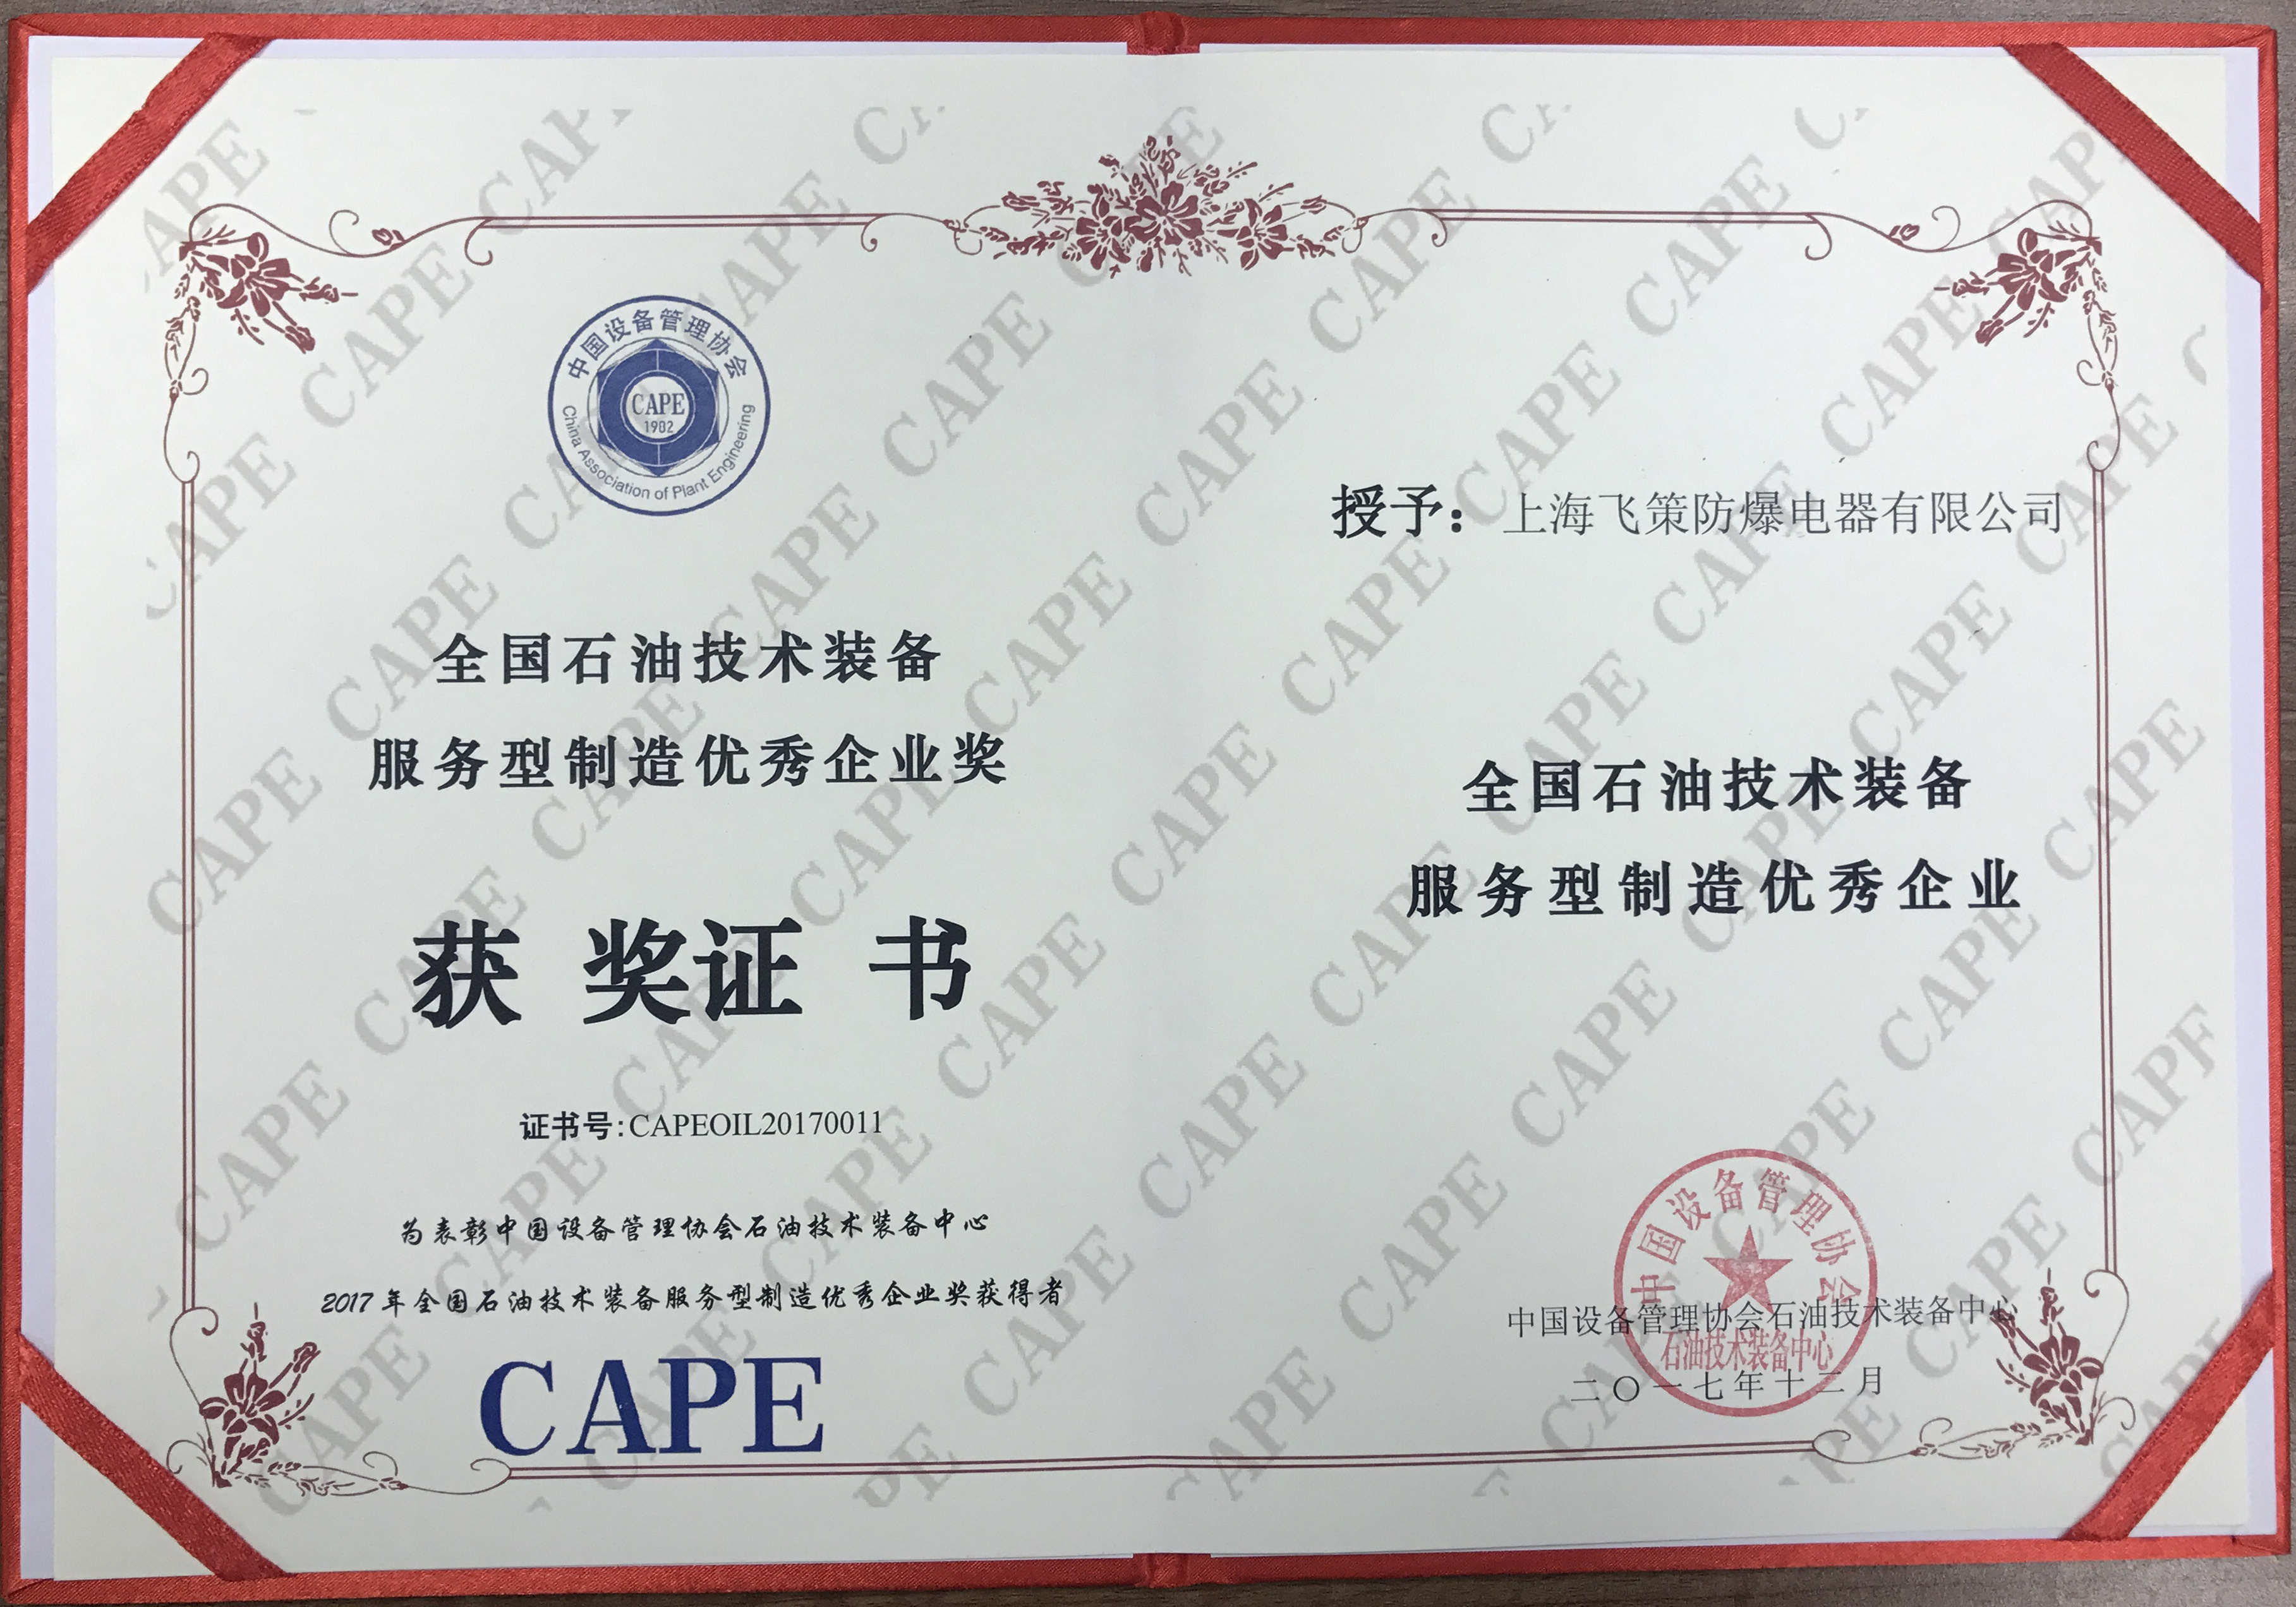 中国设备管理协会
CAPE
1982
China Association of Plant Engineering
全国石油技术装备
服务型制造优秀企业奖
获奖证书
证书号:CAPEOIL20170011
为表彰中国设备管理协会石油技术装备中心
2017年全国石油技术装备服务型制造优秀企业奖获得者
CAPE
授予：上海飞策防爆电器有限公司
全国石油技术装备
服务型制造优秀企业
中国设备管理协会
中国设备管理协会石油技术装备中心
石油技术装备中心
二〇一七年十二月